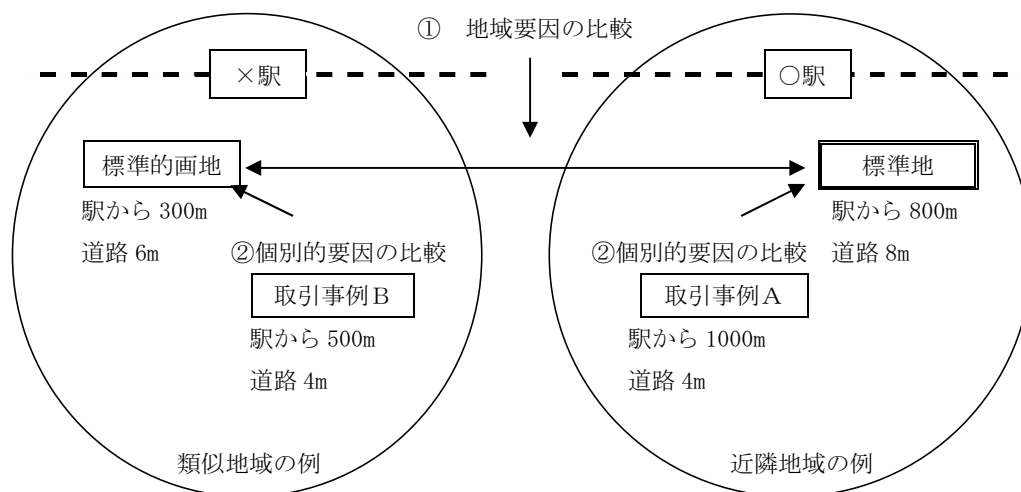 ① 地域要因の比較
×駅
○駅
標準的画地
標準地
駅から 300m
駅から 800m
道路 6m
②個別的要因の比較
②個別的要因の比較
道路 8m
取引事例B
取引事例A
駅から 500m
駅から 1000m
道路 4m
道路 4m
類似地域の例
近隣地域の例